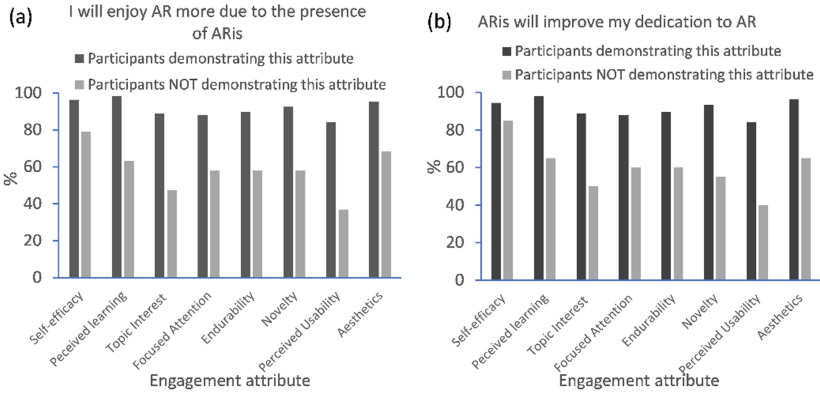 (a)
I will enjoy AR more due to the presence
of ARis
Participants demonstrating this attribute
Participants NOT demonstrating this attribute
100
80
60
40
20
0
%
Self-efficacy
Peceived learning
Topic Interest
Focused Attention
Endurability
Novelty
Perceived Usability
Aesthetics
Engagement attribute
(b)
ARis will improve my dedication to AR
Participants demonstrating this attribute
Participants NOT demonstrating this attribute
100
80
60
40
20
0
%
Self-efficacy
Peceived learning
Topic Interest
Focused Attention
Endurability
Novelty
Perceived Usability
Aesthetics
Engagement attribute